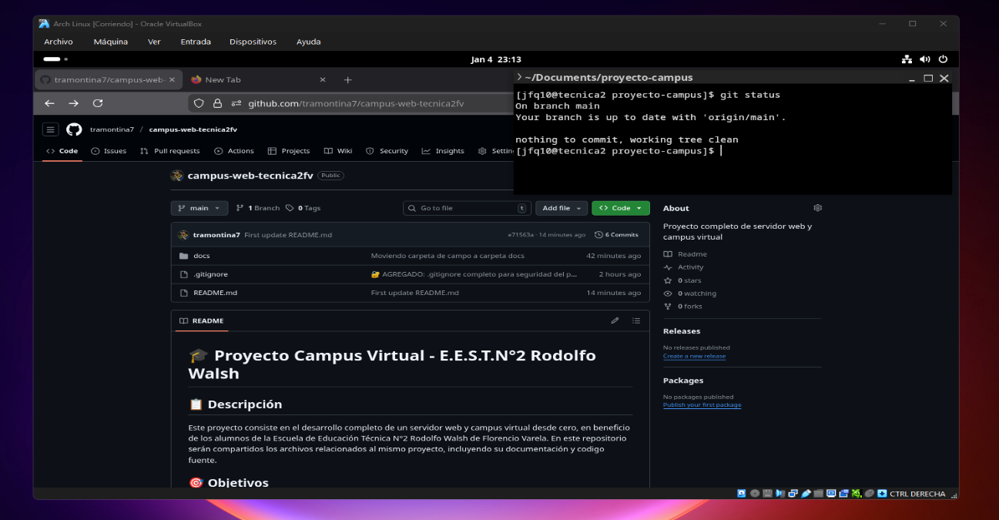 Arch Linux [Corriendo] - Oracle VirtualBox
Archivo Máquina Ver Entrada Dispositivos Ayuda
Jan 4 23:13
tramontina7/campus-web-
New Tab
github.com/tramontina7/campus-web-tecnica2fv
~/Documents/proyecto-campus
[jfq10@tecnica2 proyecto-campus]$ git status
On branch main
Your branch is up to date with 'origin/main'.
nothing to commit, working tree clean
[jfq10@tecnica2 proyecto-campus]$
tramontina7 / campus-web-tecnica2fv
Code Issues Pull requests Actions Projects Wiki Security Insights
campus-web-tecnica2fv Public
main 1 Branch 0 Tags Go to file t Add file Code
tramontina7 First update README.md e71563a · 14 minutes ago 6 Commits
docs Moviendo carpeta de campo a carpeta docs 42 minutes ago
.gitignore 🔐 AGREGADO: .gitignore completo para seguridad del p... 2 hours ago
README.md First update README.md 14 minutes ago
README
🎓 Proyecto Campus Virtual - E.E.S.T.N°2 Rodolfo
Walsh
📋 Descripción
Este proyecto consiste en el desarrollo completo de un servidor web y campus virtual desde cero, en beneficio
de los alumnos de la Escuela de Educación Técnica N°2 Rodolfo Walsh de Florencio Varela. En este repositorio
serán compartidos los archivos relacionados al mismo proyecto, incluyendo su documentación y codigo
fuente.
🎯 Objetivos
About
Proyecto completo de servidor web y
campus virtual
Readme
Activity
0 stars
0 watching
0 forks
Releases
No releases published
Create a new release
Packages
No packages published
Publish your first package
CTRL DERECHA